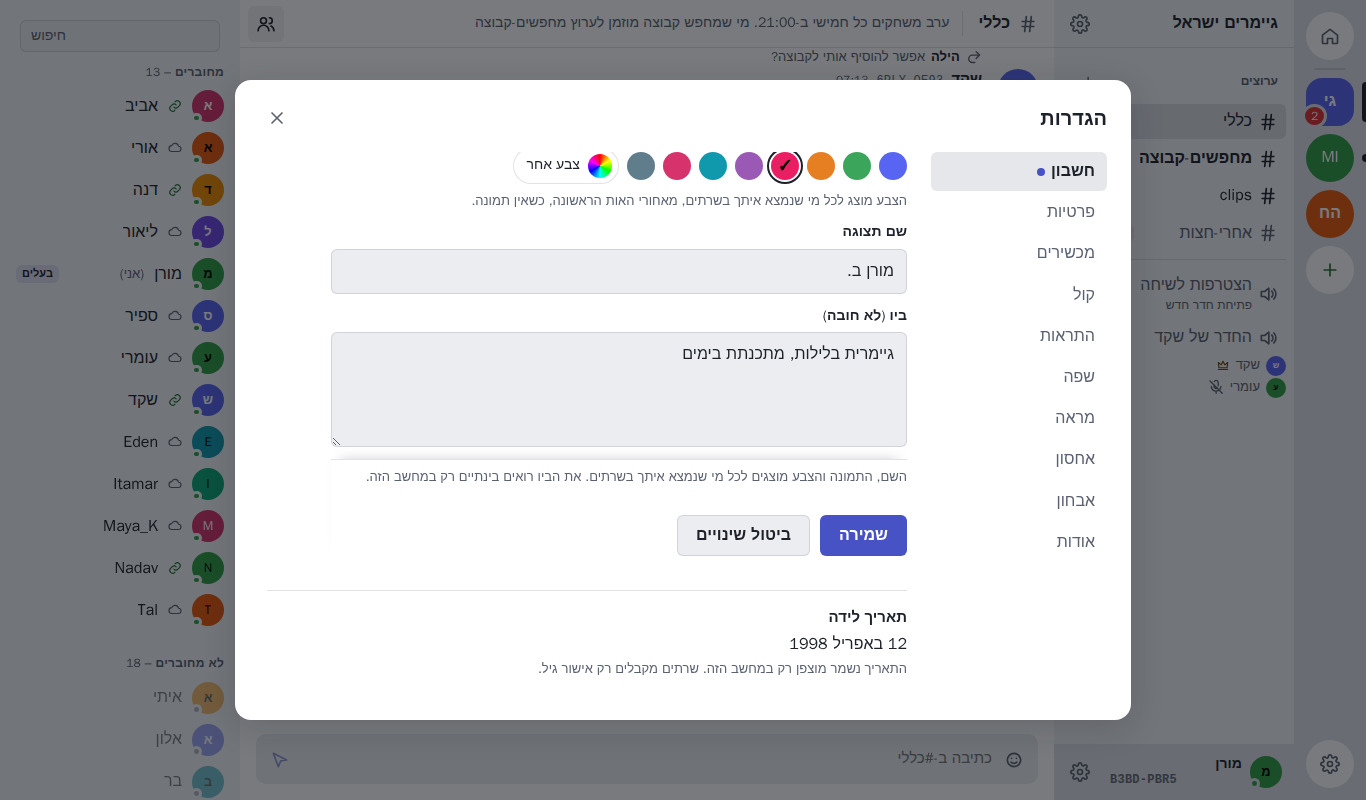 גיימרים ישראל
גי
2
MI
הח
ערוצים
כללי
מחפשים-קבוצה
clips
אחרי-חצות
הצטרפות לשיחה
פתיחת חדר חדש
החדר של שקד
ש
שקד
ע
עומרי
מ
מורן
B3BD-PBR5
כללי
ערב משחקים כל חמישי ב-21:00. מי שמחפש קבוצה מוזמן לערוץ מחפשים-קבוצה
הילה אפשר להוסיף אותי לקבוצה?
כתיבה ב-#כללי
הגדרות
חשבון
פרטיות
מכשירים
קול
התראות
שפה
מראה
אחסון
אבחון
אודות
צבע אחר
הצבע מוצג לכל מי שנמצא איתך בשרתים, מאחורי האות הראשונה, כשאין תמונה.
שם תצוגה
מורן ב.
ביו (לא חובה)
גיימרית בלילות, מתכנתת בימים
השם, התמונה והצבע מוצגים לכל מי שנמצא איתך בשרתים. את הביו רואים בינתיים רק במחשב הזה.
שמירה
ביטול שינויים
תאריך לידה
12 באפריל 1998
התאריך נשמר מוצפן רק במחשב הזה. שרתים מקבלים רק אישור גיל.
חיפוש
מחוברים – 13
א אביב
א אורי
ד דנה
ל ליאור
מ מורן (אני) בעלים
ס ספיר
ע עומרי
ש שקד
E Eden
I Itamar
M Maya_K
N Nadav
T Tal
לא מחוברים – 18
א איתי
א אלון
ב בר